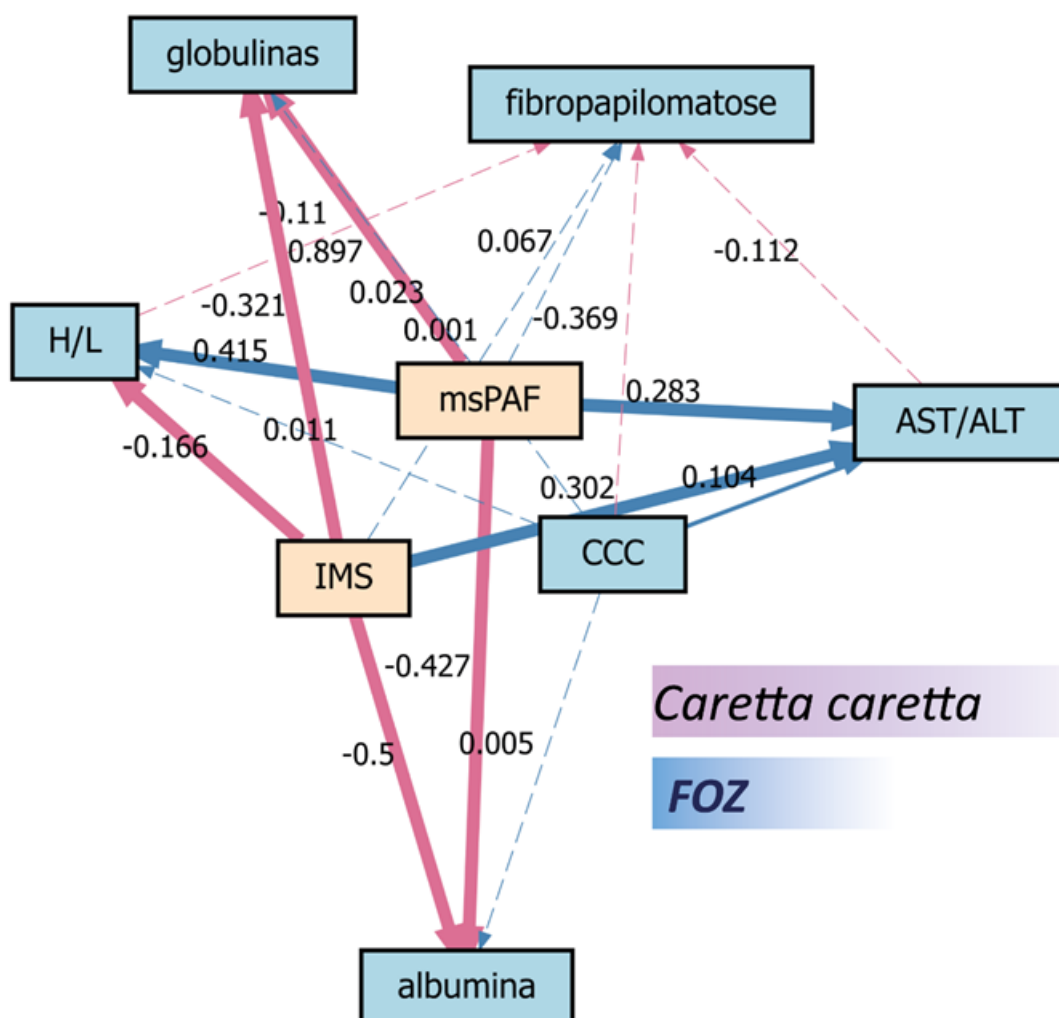 globulinas
fibropapilomatose
-0.11
0.897
0.067
-0.112
-0.321
0.023
0.001
-0.369
H/L
0.415
msPAF
0.283
AST/ALT
-0.166
0.011
0.302
0.104
IMS
CCC
-0.427
-0.5
0.005
Caretta caretta
FOZ
albumina